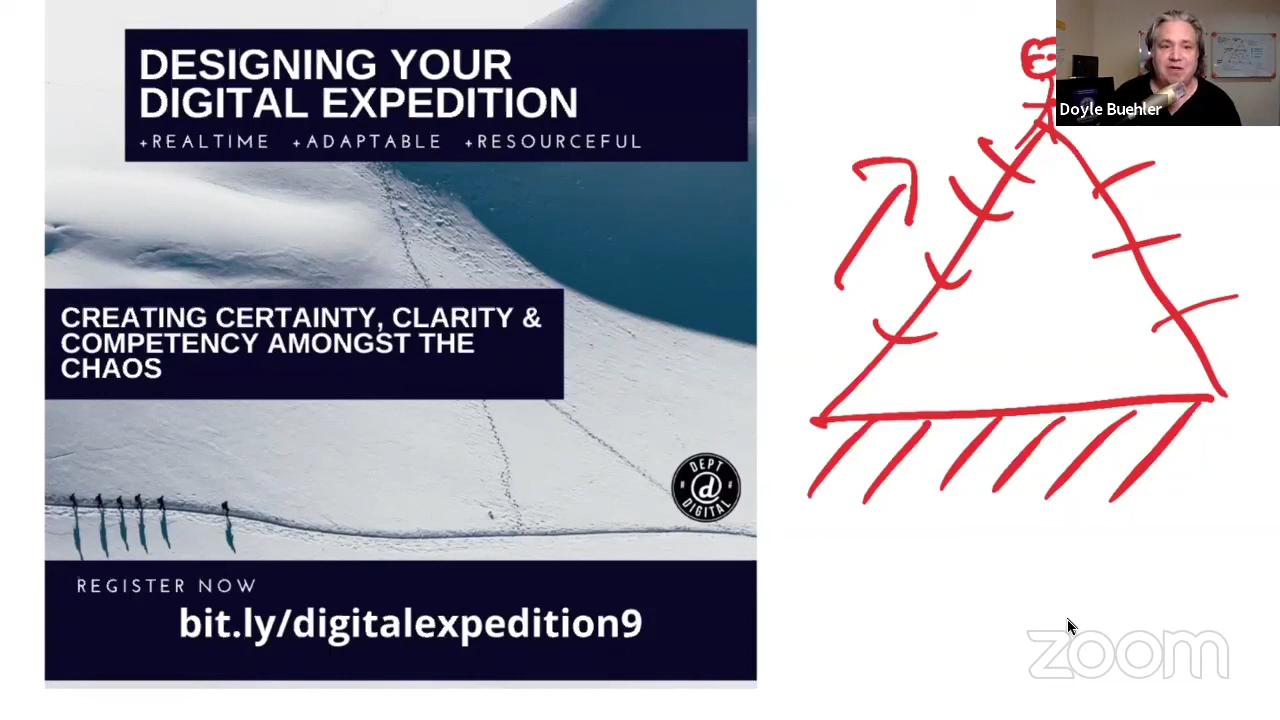 DESIGNING YOUR
DIGITAL EXPEDITION
+REALTIME +ADAPTABLE +RESOURCEFUL
Doyle Buehler
CREATING CERTAINTY, CLARITY &
COMPETENCY AMONGST THE
CHAOS
DEPT
d
DIGITAL
REGISTER NOW
bit.ly/digitalexpedition9
zoom